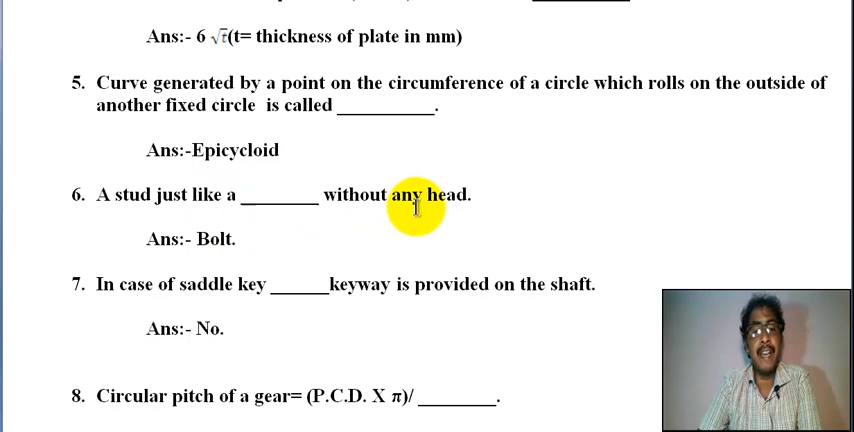 Ans:- 6 √t(t= thickness of plate in mm)
5. Curve generated by a point on the circumference of a circle which rolls on the outside of
another fixed circle is called __________.
Ans:-Epicycloid
6. A stud just like a ________ without any head.
Ans:- Bolt.
7. In case of saddle key ______keyway is provided on the shaft.
Ans:- No.
8. Circular pitch of a gear= (P.C.D. X π)/ ________.